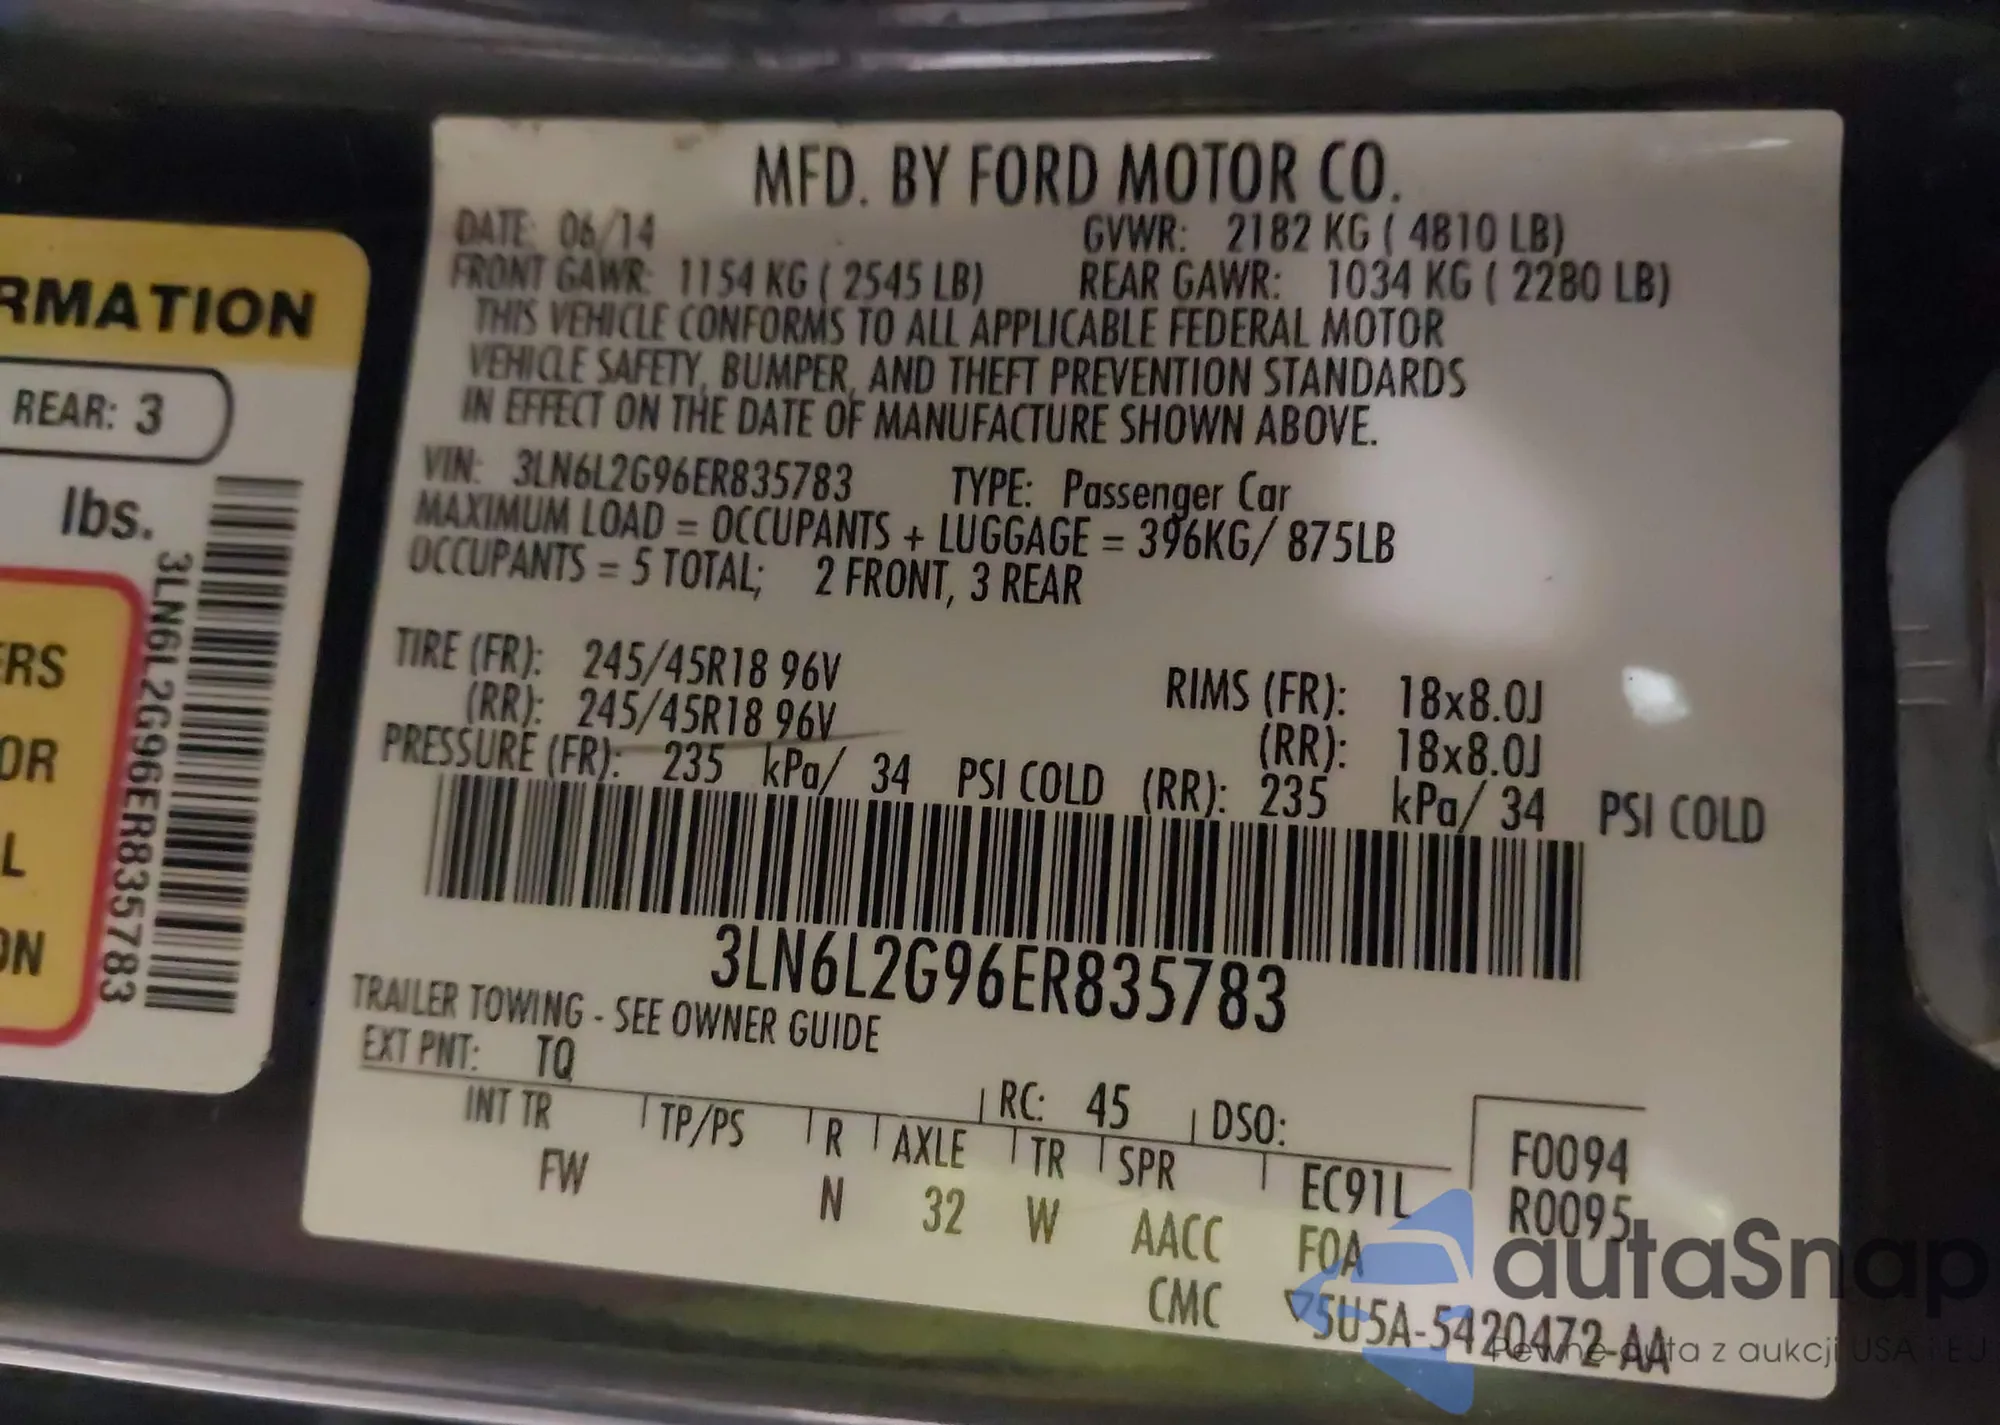 RMATION
REAR: 3
lbs.
ERS
OR
L
ON
3LN6L2G96ER835783
MFD. BY FORD MOTOR CO.
DATE: 06/14 GVWR: 2182 KG ( 4810 LB)
FRONT GAWR: 1154 KG ( 2545 LB) REAR GAWR: 1034 KG ( 2280 LB)
THIS VEHICLE CONFORMS TO ALL APPLICABLE FEDERAL MOTOR
VEHICLE SAFETY, BUMPER, AND THEFT PREVENTION STANDARDS
IN EFFECT ON THE DATE OF MANUFACTURE SHOWN ABOVE.
VIN: 3LN6L2G96ER835783 TYPE: Passenger Car
MAXIMUM LOAD = OCCUPANTS + LUGGAGE = 396KG/ 875LB
OCCUPANTS = 5 TOTAL; 2 FRONT, 3 REAR
TIRE (FR): 245/45R18 96V RIMS (FR): 18x8.0J
(RR): 245/45R18 96V (RR): 18x8.0J
PRESSURE (FR): 235 kPa/ 34 PSI COLD (RR): 235 kPa/ 34 PSI COLD
3LN6L2G96ER835783
TRAILER TOWING - SEE OWNER GUIDE
EXT PNT: TQ RC: 45 DSO: F0094
INT TR TP/PS R AXLE TR SPR EC91L R0095
FW N 32 W AACC FOA
CMC 5U5A-5420472-AA
autaSnap
Pewne auta z aukcji USA i EJ